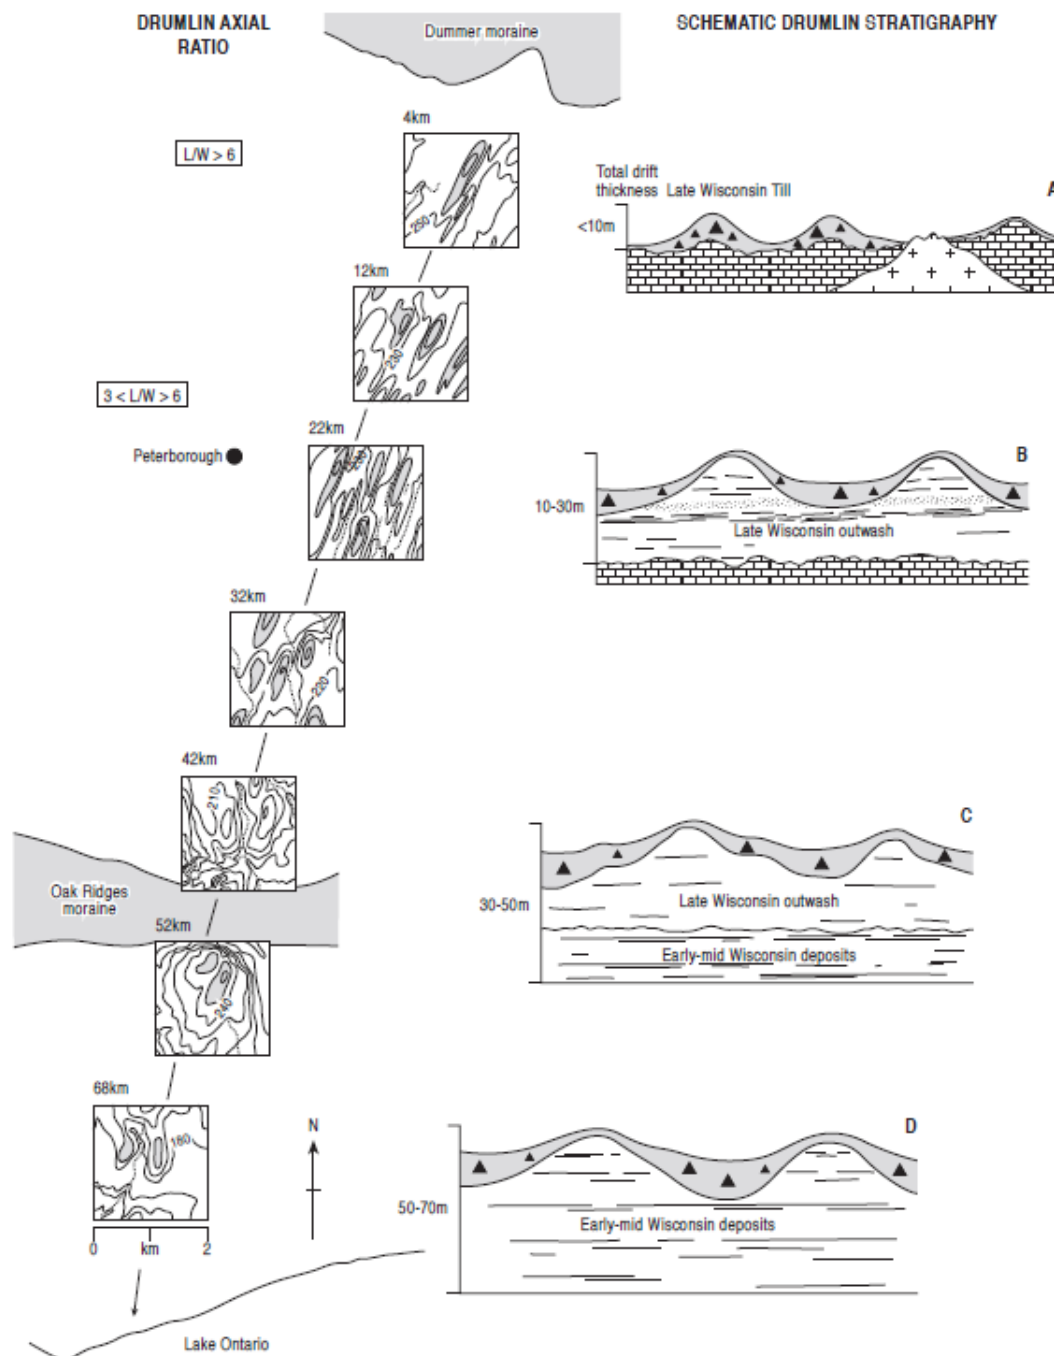 DRUMLIN AXIAL
RATIO
Dummer moraine
SCHEMATIC DRUMLIN STRATIGRAPHY
4km
L/W > 6
250
Total drift
thickness Late Wisconsin Till
A
<10m
12km
230
3 < L/W > 6
22km
Peterborough
B
10-30m
Late Wisconsin outwash
32km
220
42km
210
C
Oak Ridges
moraine
30-50m
Late Wisconsin outwash
52km
Early-mid Wisconsin deposits
240
68km
N
180
D
50-70m
Early-mid Wisconsin deposits
0 km 2
Lake Ontario